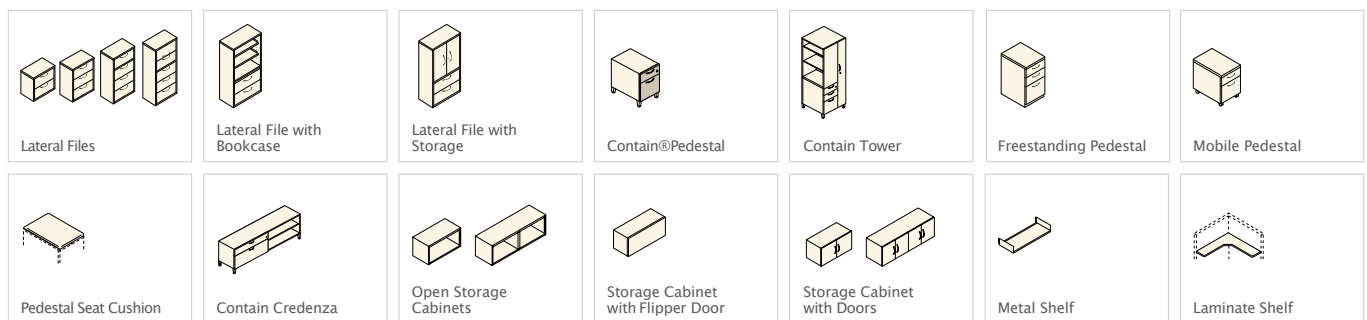 Lateral Files
Lateral File with
Bookcase
Lateral File with
Storage
Contain®Pedestal
Contain Tower
Freestanding Pedestal
Mobile Pedestal
Pedestal Seat Cushion
Contain Credenza
Open Storage
Cabinets
Storage Cabinet
with Flipper Door
Storage Cabinet
with Doors
Metal Shelf
Laminate Shelf